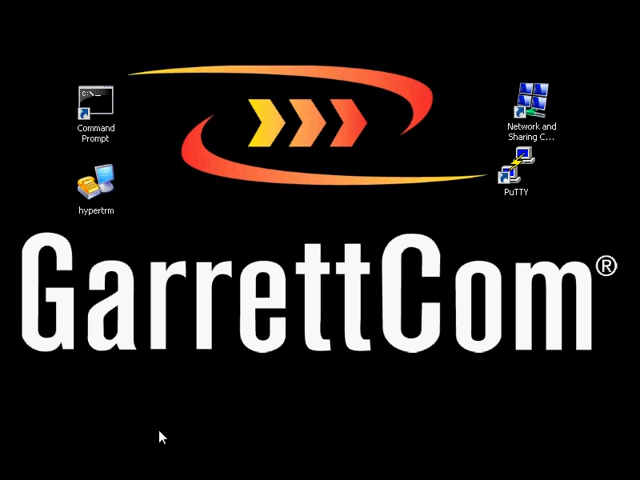 C:\_
Command
Prompt
Network and
Sharing C...
hypertrm
PuTTY
GarrettCom®